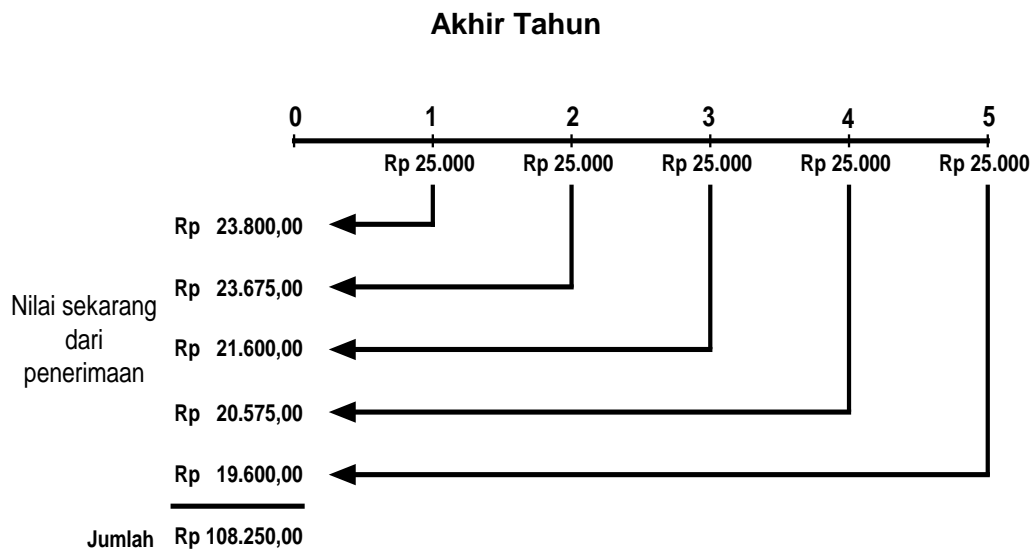 Akhir Tahun
0 1 2 3 4 5
Rp 25.000 Rp 25.000 Rp 25.000 Rp 25.000 Rp 25.000
Rp 23.800,00
Rp 23.675,00
Nilai sekarang
dari
penerimaan
Rp 21.600,00
Rp 20.575,00
Rp 19.600,00
Jumlah Rp 108.250,00